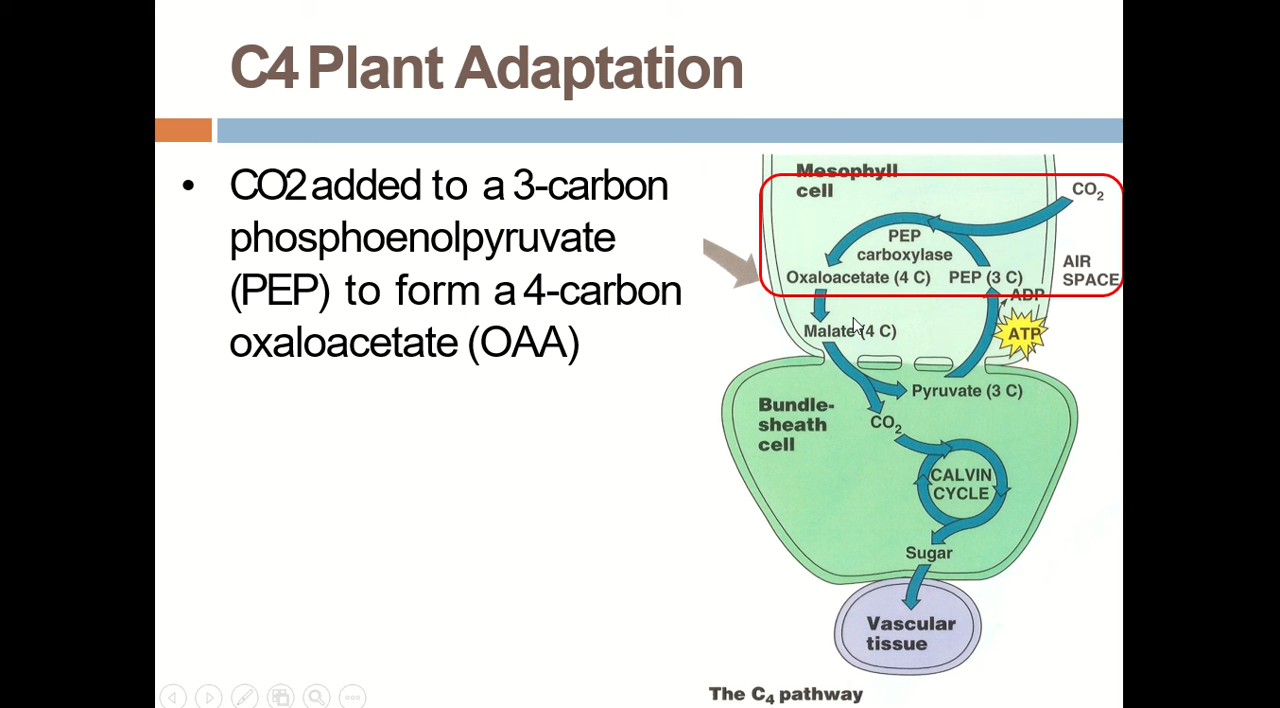 C4 Plant Adaptation
• CO2 added to a 3-carbon
phosphoenolpyruvate
(PEP) to form a 4-carbon
oxaloacetate (OAA)
Mesophyll
cell
CO₂
PEP
carboxylase
AIR
SPACE
Oxaloacetate (4 C)
PEP (3 C)
ADP
Malate (4 C)
ATP
Pyruvate (3 C)
Bundle-
sheath
cell
CO₂
CALVIN
CYCLE
Sugar
Vascular
tissue
The C₄ pathway